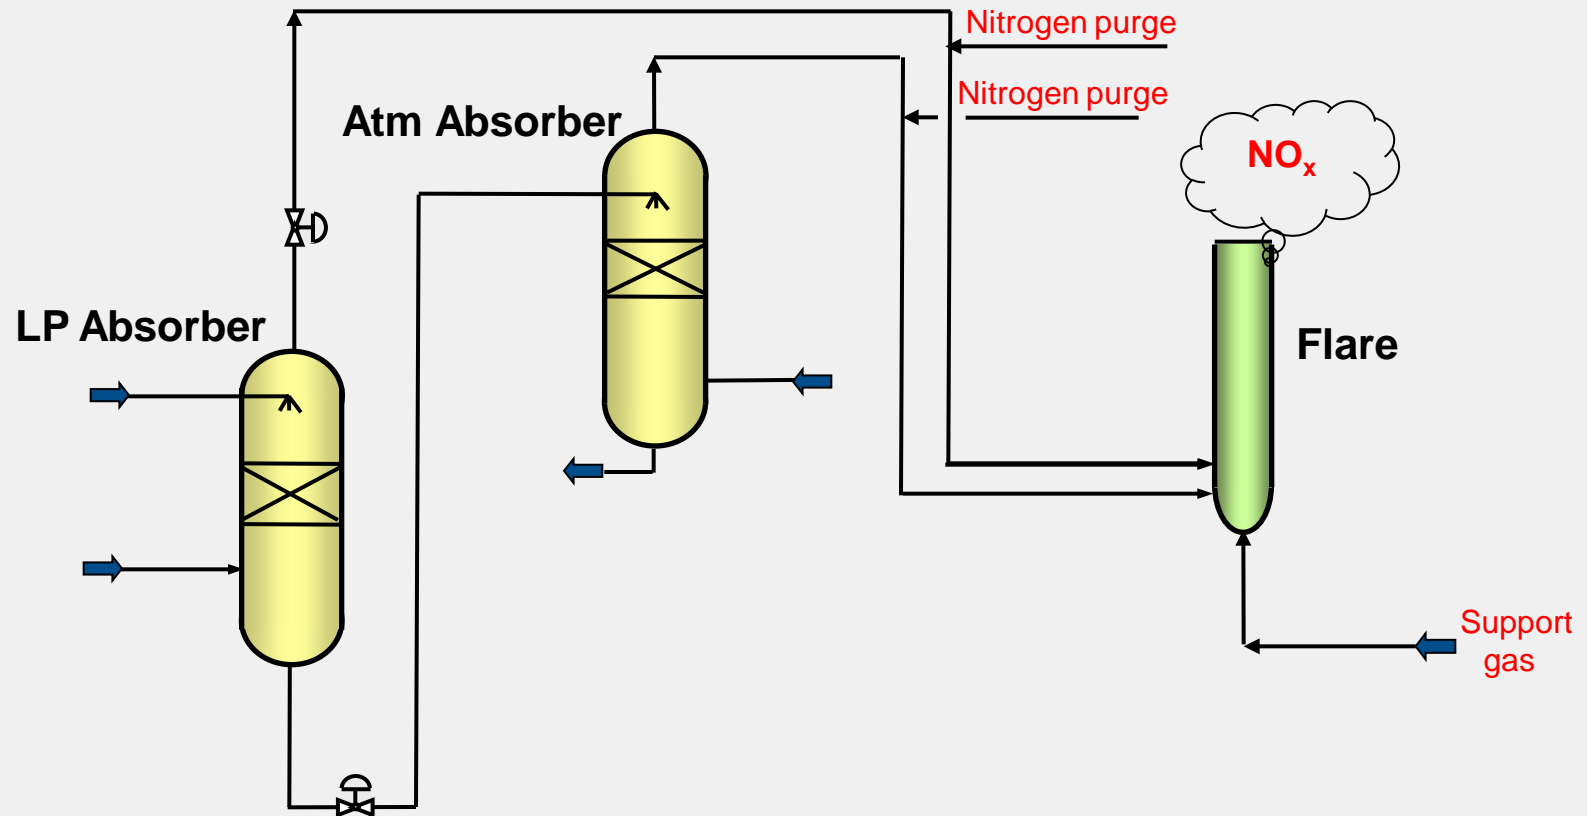 Nitrogen purge
Nitrogen purge
Atm Absorber
NOx
LP Absorber
Flare
Support
gas